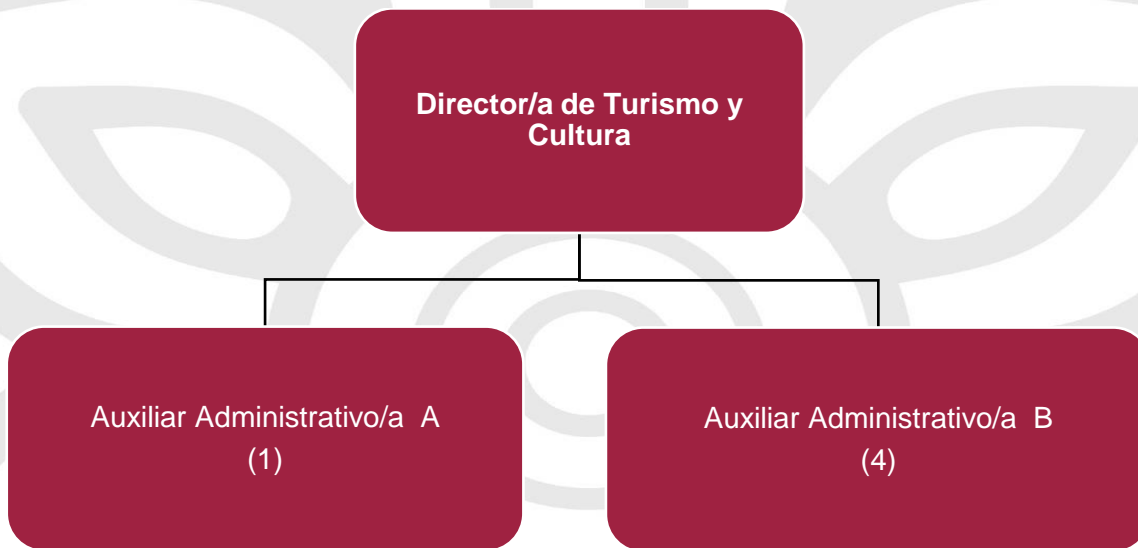 Director/a de Turismo y
Cultura
Auxiliar Administrativo/a A
(1)
Auxiliar Administrativo/a B
(4)